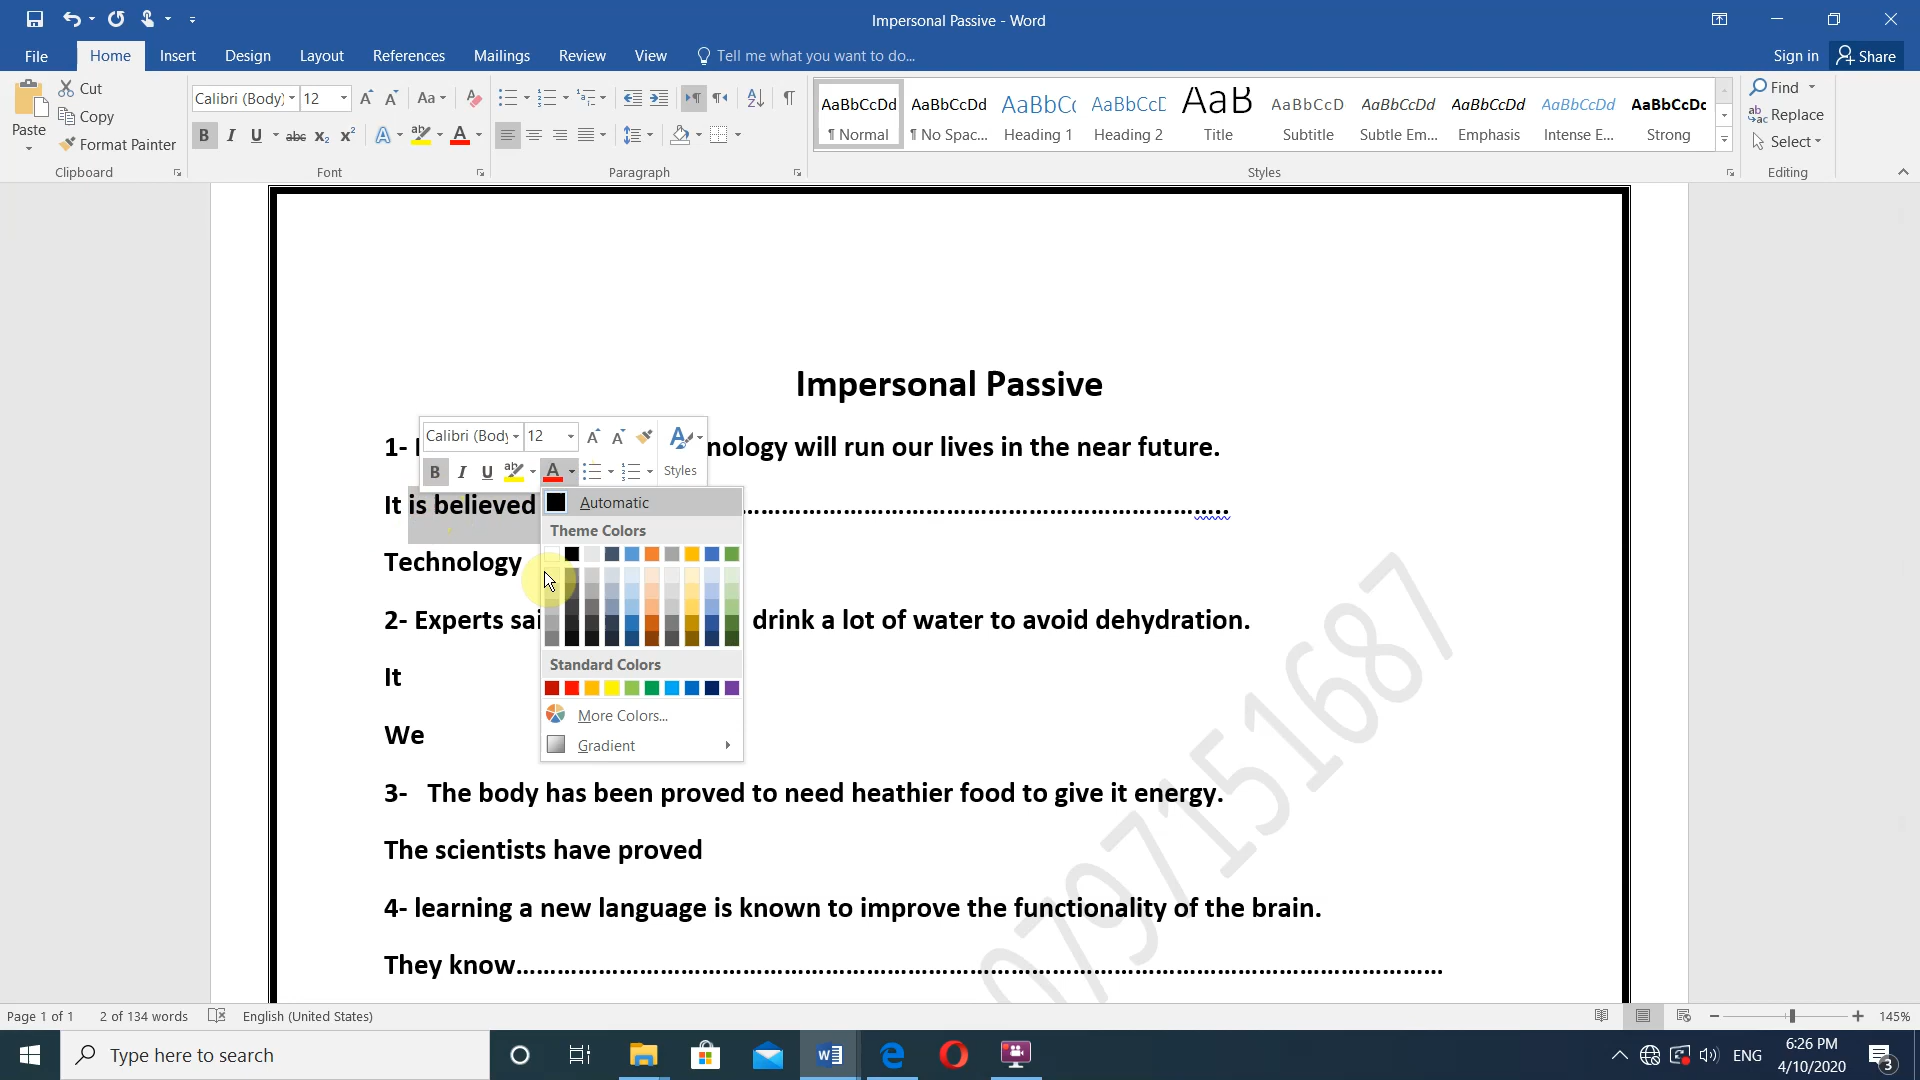 Impersonal Passive - Word
File Home Insert Design Layout References Mailings Review View Tell me what you want to do... Sign in Share
Paste
Cut
Copy
Format Painter
Calibri (Body) 12
AaBbCcDd AaBbCcDd AaBbCc AaBbCcD AaB AaBbCcD AaBbCcDd AaBbCcDd AaBbCcDd AaBbCcDd
¶ Normal ¶ No Spac... Heading 1 Heading 2 Title Subtitle Subtle Em... Emphasis Intense E... Strong
Find
Replace
Select
Clipboard Font Paragraph Styles Editing
Impersonal Passive
1- nology will run our lives in the near future.
Calibri (Body 12
Styles
It is believed ……………………………………………………………..
Automatic
Theme Colors
Technology
2- Experts sai drink a lot of water to avoid dehydration.
Standard Colors
It
More Colors...
We
Gradient
3- The body has been proved to need heathier food to give it energy.
The scientists have proved
4- learning a new language is known to improve the functionality of the brain.
They know……………………………………………………………………………………………………………
0797151687
Page 1 of 1 2 of 134 words English (United States) 145%
Type here to search
ENG
6:26 PM
4/10/2020
3